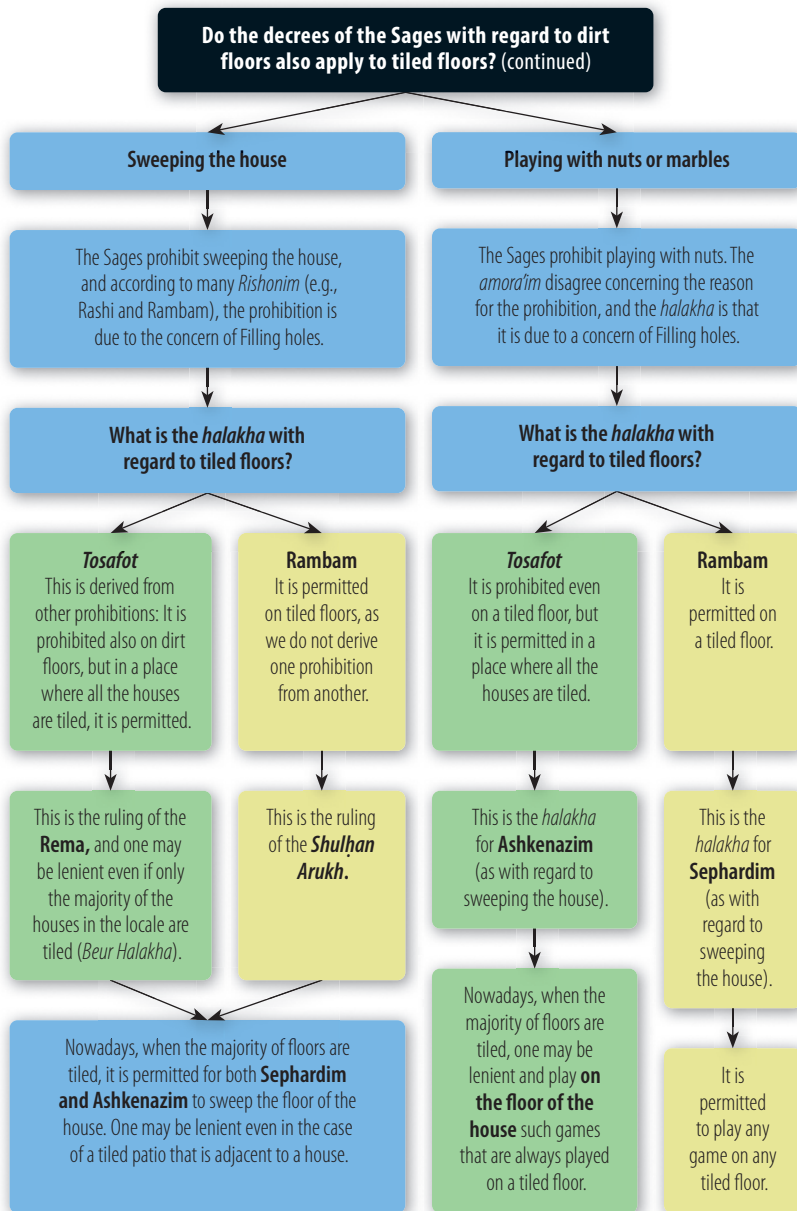 Do the decrees of the Sages with regard to dirt
floors also apply to tiled floors? (continued)
Sweeping the house
The Sages prohibit sweeping the house,
and according to many Rishonim (e.g.,
Rashi and Rambam), the prohibition is
due to the concern of Filling holes.
What is the halakha with
regard to tiled floors?
Tosafot
This is derived from
other prohibitions: It is
prohibited also on dirt
floors, but in a place
where all the houses
are tiled, it is permitted.
This is the ruling of the
Rema, and one may
be lenient even if only
the majority of the
houses in the locale are
tiled (Beur Halakha).
Rambam
It is permitted
on tiled floors, as
we do not derive
one prohibition
from another.
This is the ruling
of the Shulḥan
Arukh.
Nowadays, when the majority of floors are
tiled, it is permitted for both Sephardim
and Ashkenazim to sweep the floor of the
house. One may be lenient even in the case
of a tiled patio that is adjacent to a house.
Playing with nuts or marbles
The Sages prohibit playing with nuts. The
amora'im disagree concerning the reason
for the prohibition, and the halakha is that
it is due to a concern of Filling holes.
What is the halakha with
regard to tiled floors?
Tosafot
It is prohibited even
on a tiled floor, but
it is permitted in a
place where all the
houses are tiled.
This is the halakha
for Ashkenazim
(as with regard to
sweeping the house).
Nowadays, when the
majority of floors are
tiled, one may be
lenient and play on
the floor of the
house such games
that are always played
on a tiled floor.
Rambam
It is
permitted on
a tiled floor.
This is the
halakha for
Sephardim
(as with
regard to
sweeping
the house).
It is
permitted
to play any
game on any
tiled floor.